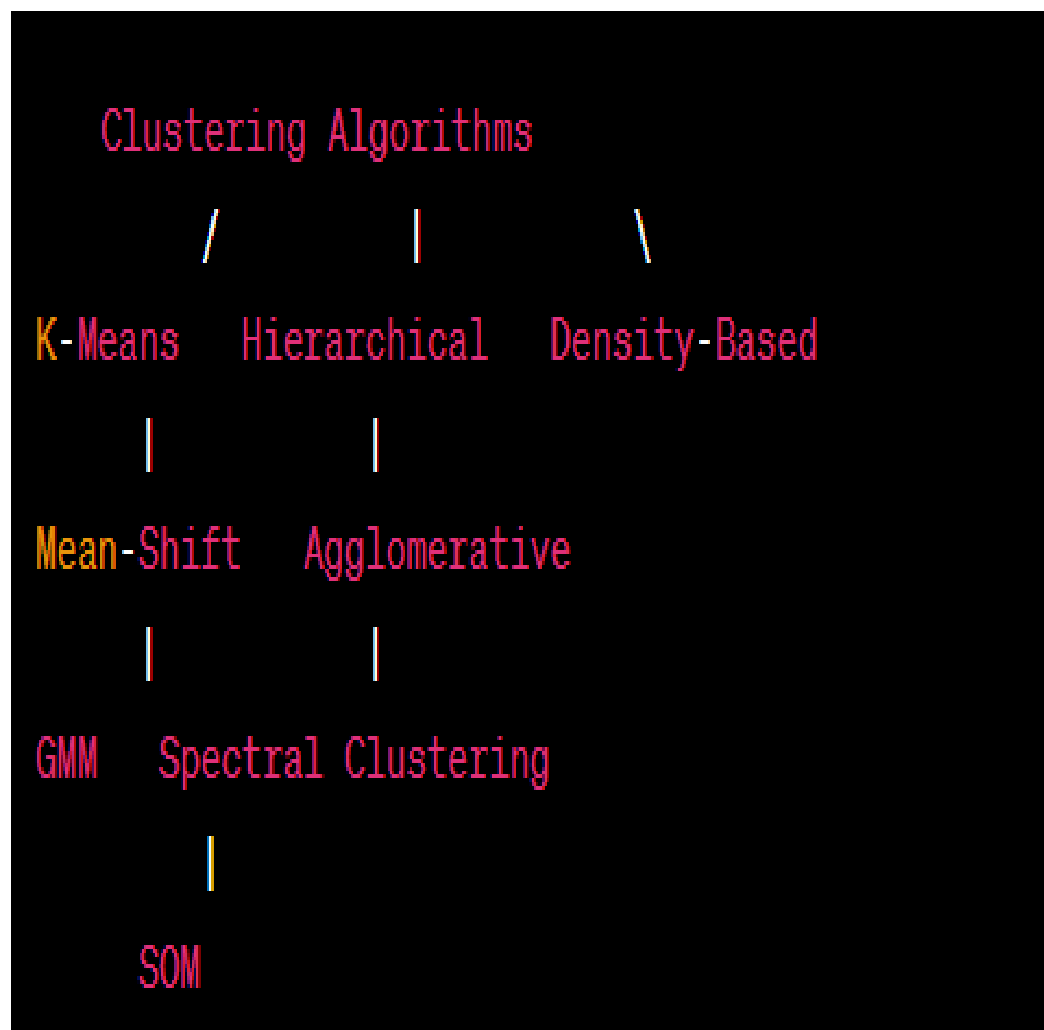 Clustering Algorithms
/ | \
K-Means Hierarchical Density-Based
| |
Mean-Shift Agglomerative
| |
GMM Spectral Clustering
|
SOM